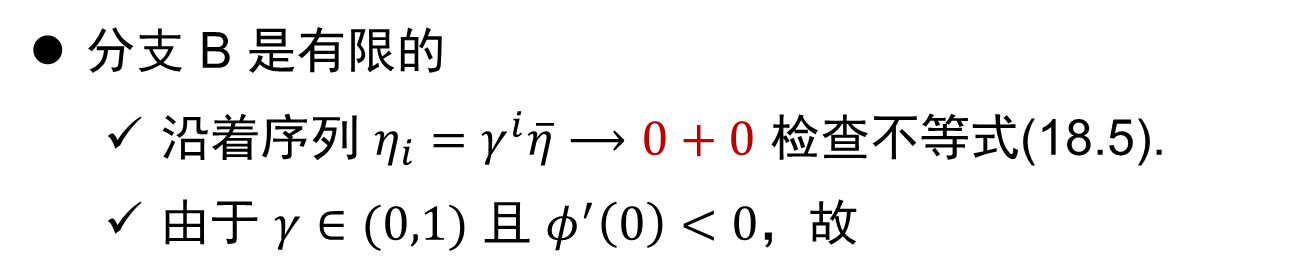 ● 分支 B 是有限的
✓ 沿着序列 ηᵢ = γⁱη̄ ⟶ 0 + 0 检查不等式(18.5).
✓ 由于 γ ∈ (0,1) 且 ϕ′(0) < 0，故